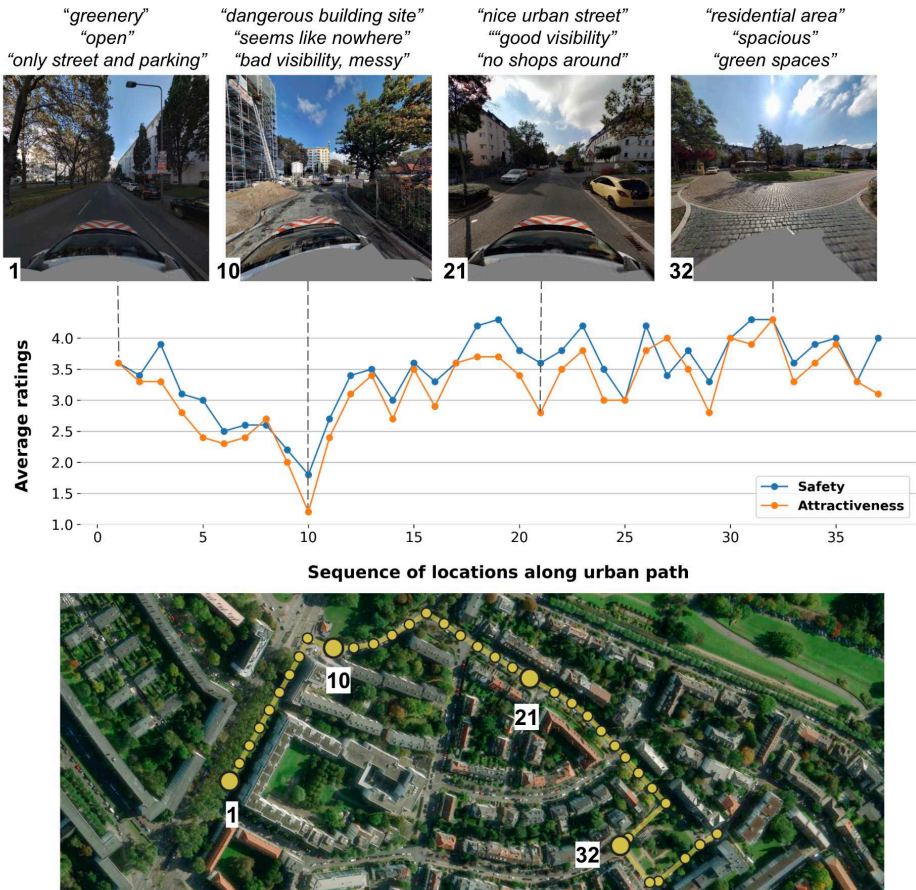 “greenery”
“open”
“only street and parking”
“dangerous building site”
“seems like nowhere”
“bad visibility, messy”
“nice urban street”
““good visibility”
“no shops around”
“residential area”
“spacious”
“green spaces”
1
10
21
32
Average ratings
4.0
3.5
3.0
2.5
2.0
1.5
1.0
Safety
Attractiveness
0 5 10 15 20 25 30 35
Sequence of locations along urban path
10
21
1
32